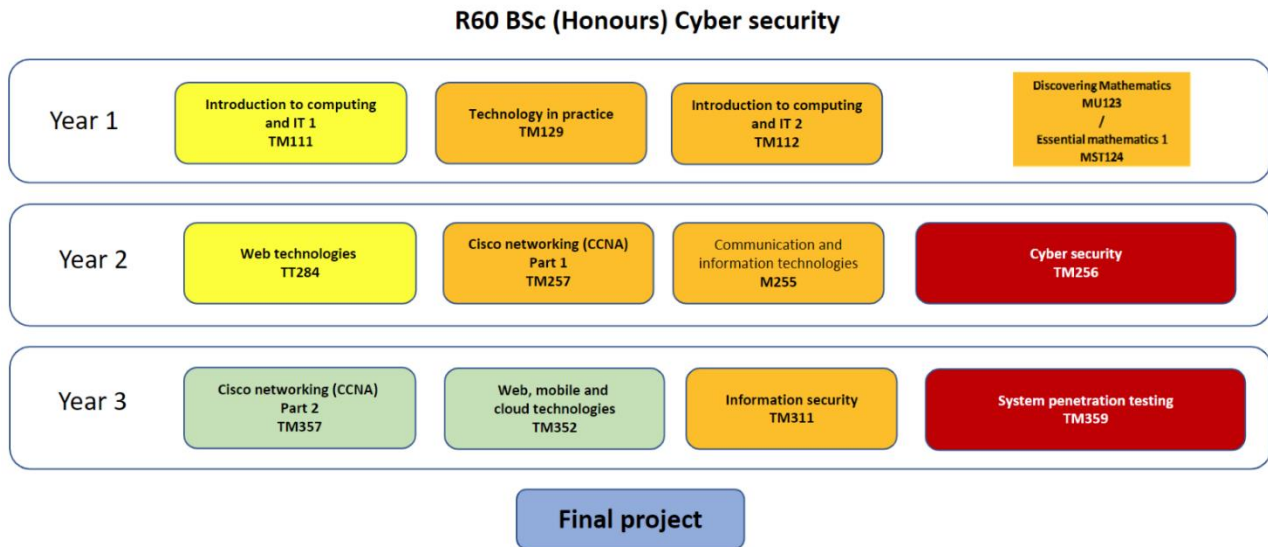 R60 BSc (Honours) Cyber security
Year 1
Introduction to computing
and IT 1
TM111
Technology in practice
TM129
Introduction to computing
and IT 2
TM112
Discovering Mathematics
MU123
/
Essential mathematics 1
MST124
Year 2
Web technologies
TT284
Cisco networking (CCNA)
Part 1
TM257
Communication and
information technologies
M255
Cyber security
TM256
Year 3
Cisco networking (CCNA)
Part 2
TM357
Web, mobile and
cloud technologies
TM352
Information security
TM311
System penetration testing
TM359
Final project